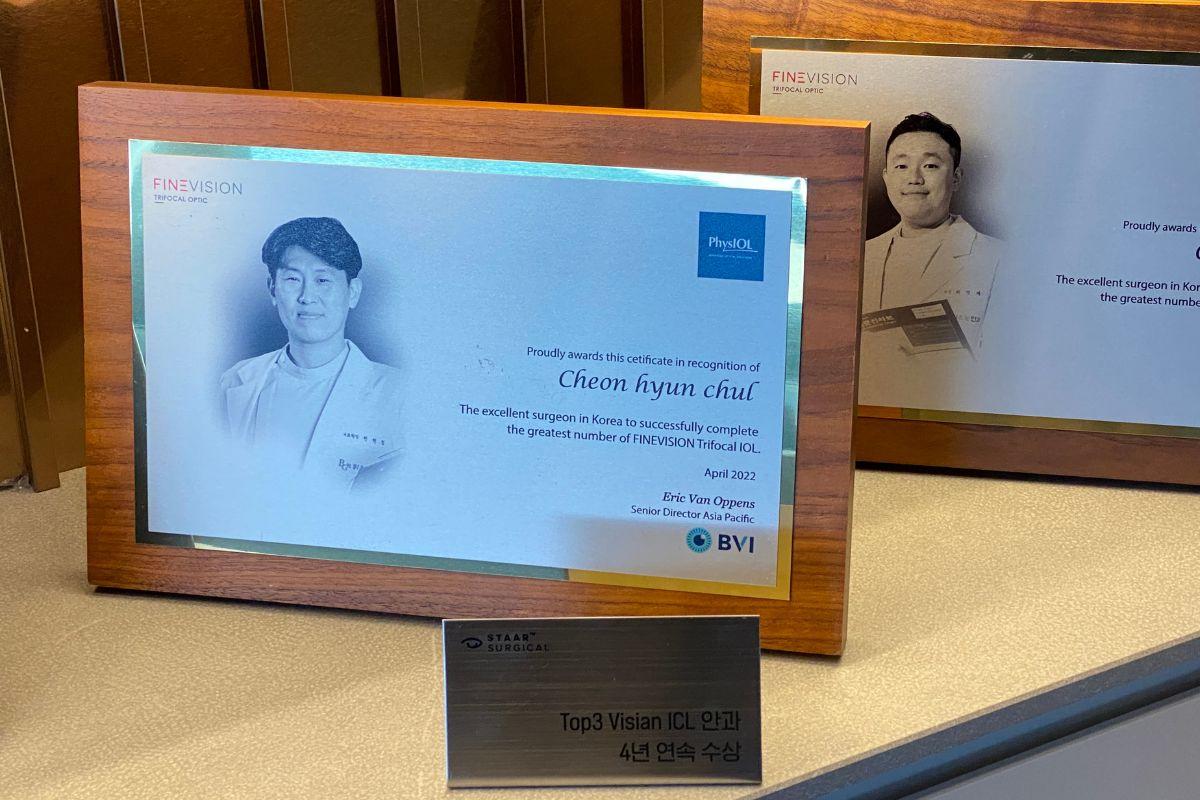 FINEVISION
TRIFOCAL OPTIC
PhysIOL
Proudly awards this cetificate in recognition of
Cheon hyun chul
The excellent surgeon in Korea to successfully complete
the greatest number of FINEVISION Trifocal IOL.
April 2022
Eric Van Oppens
Senior Director Asia Pacific
BVI
STAAR™
SURGICAL
Top3 Visian ICL 안과
4년 연속 수상
FINEVISION
TRIFOCAL OPTIC
Proudly awards
The excellent surgeon in Kor
the greatest numbe